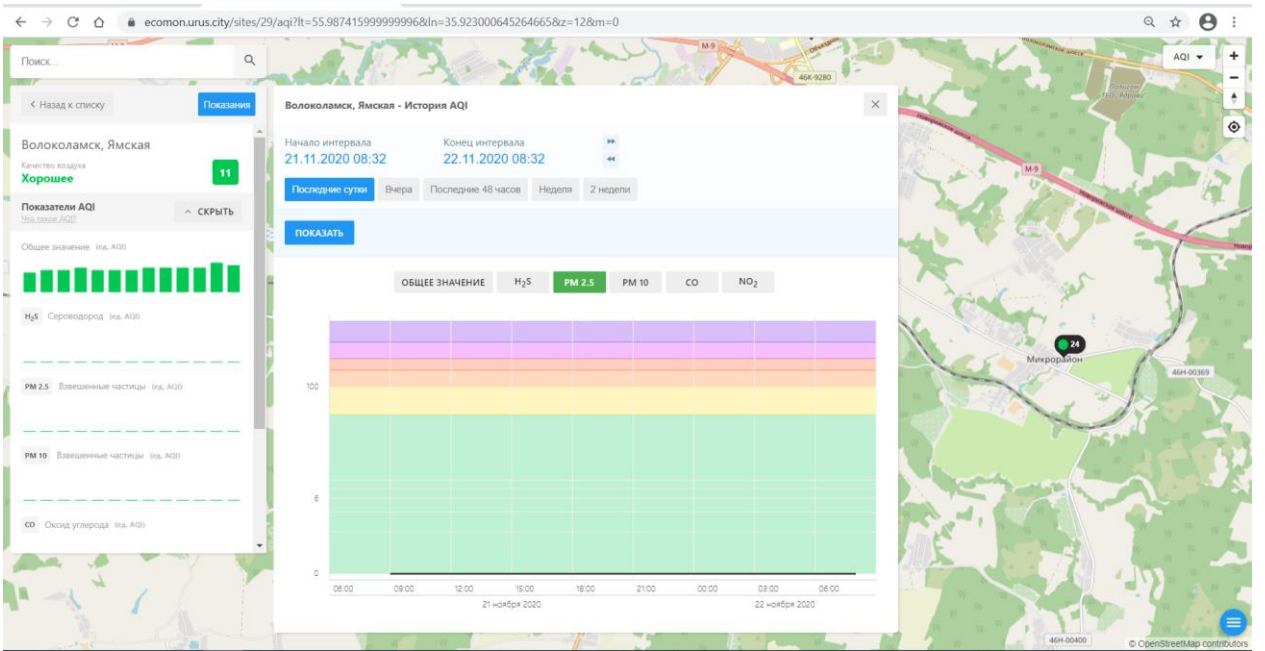 ecomon.urus.city/sites/29/aqi?lt=55.987415999999996&ln=35.92300064526466​5&z=12&m=0
Поиск...
AQI
+
−
< Назад к списку
Показания
Волоколамск, Ямская
Качество воздуха
Хорошее
11
Показатели AQI
Что такое AQI?
СКРЫТЬ
Общее значение (ед. AQI)
H₂S Сероводород (ед. AQI)
PM 2.5 Взвешенные частицы (ед. AQI)
PM 10 Взвешенные частицы (ед. AQI)
CO Оксид углерода (ед. AQI)
Волоколамск, Ямская - История AQI
×
Начало интервала Конец интервала
21.11.2020 08:32 22.11.2020 08:32
Последние сутки Вчера Последние 48 часов Неделя 2 недели
ПОКАЗАТЬ
ОБЩЕЕ ЗНАЧЕНИЕ H₂S PM 2.5 PM 10 CO NO₂
100
6
0
06:00 09:00 12:00 15:00 18:00 21:00 00:00 03:00 06:00
21 ноября 2020 22 ноября 2020
М-9
46К-9280
М-9
Новорижское шоссе
24
Микрорайон
46Н-00369
46Н-00400
© OpenStreetMap contributors